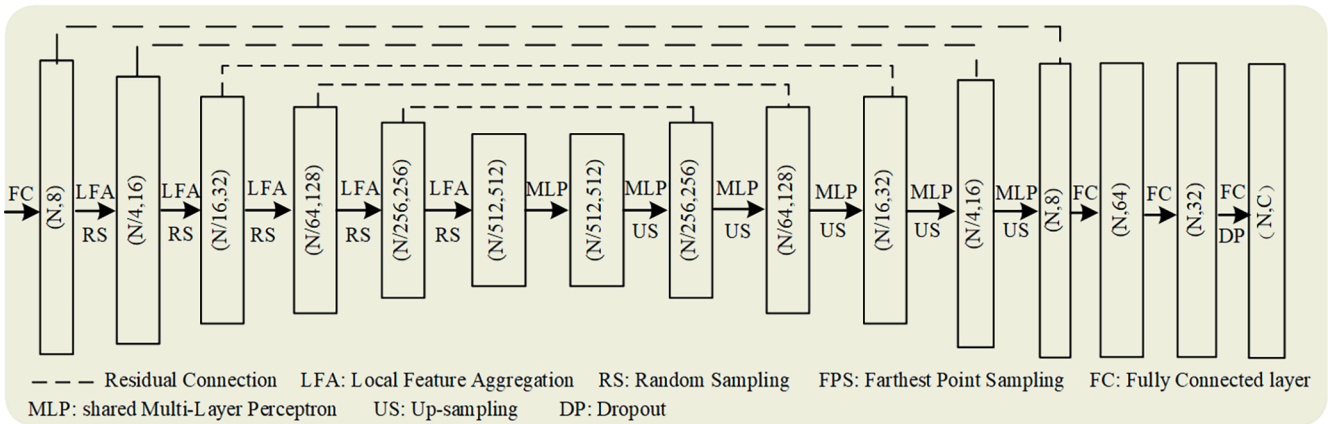 FC
(N,8)
LFA
RS
(N/4,16)
LFA
RS
(N/16,32)
LFA
RS
(N/64,128)
LFA
RS
(N/256,256)
LFA
RS
(N/512,512)
MLP
(N/512,512)
MLP
US
(N/256,256)
MLP
US
(N/64,128)
MLP
US
(N/16,32)
MLP
US
(N/4,16)
MLP
US
(N,8)
FC
(N,64)
FC
(N,32)
FC
DP
(N,C)
Residual Connection LFA: Local Feature Aggregation RS: Random Sampling FPS: Farthest Point Sampling FC: Fully Connected layer
MLP: shared Multi-Layer Perceptron US: Up-sampling DP: Dropout